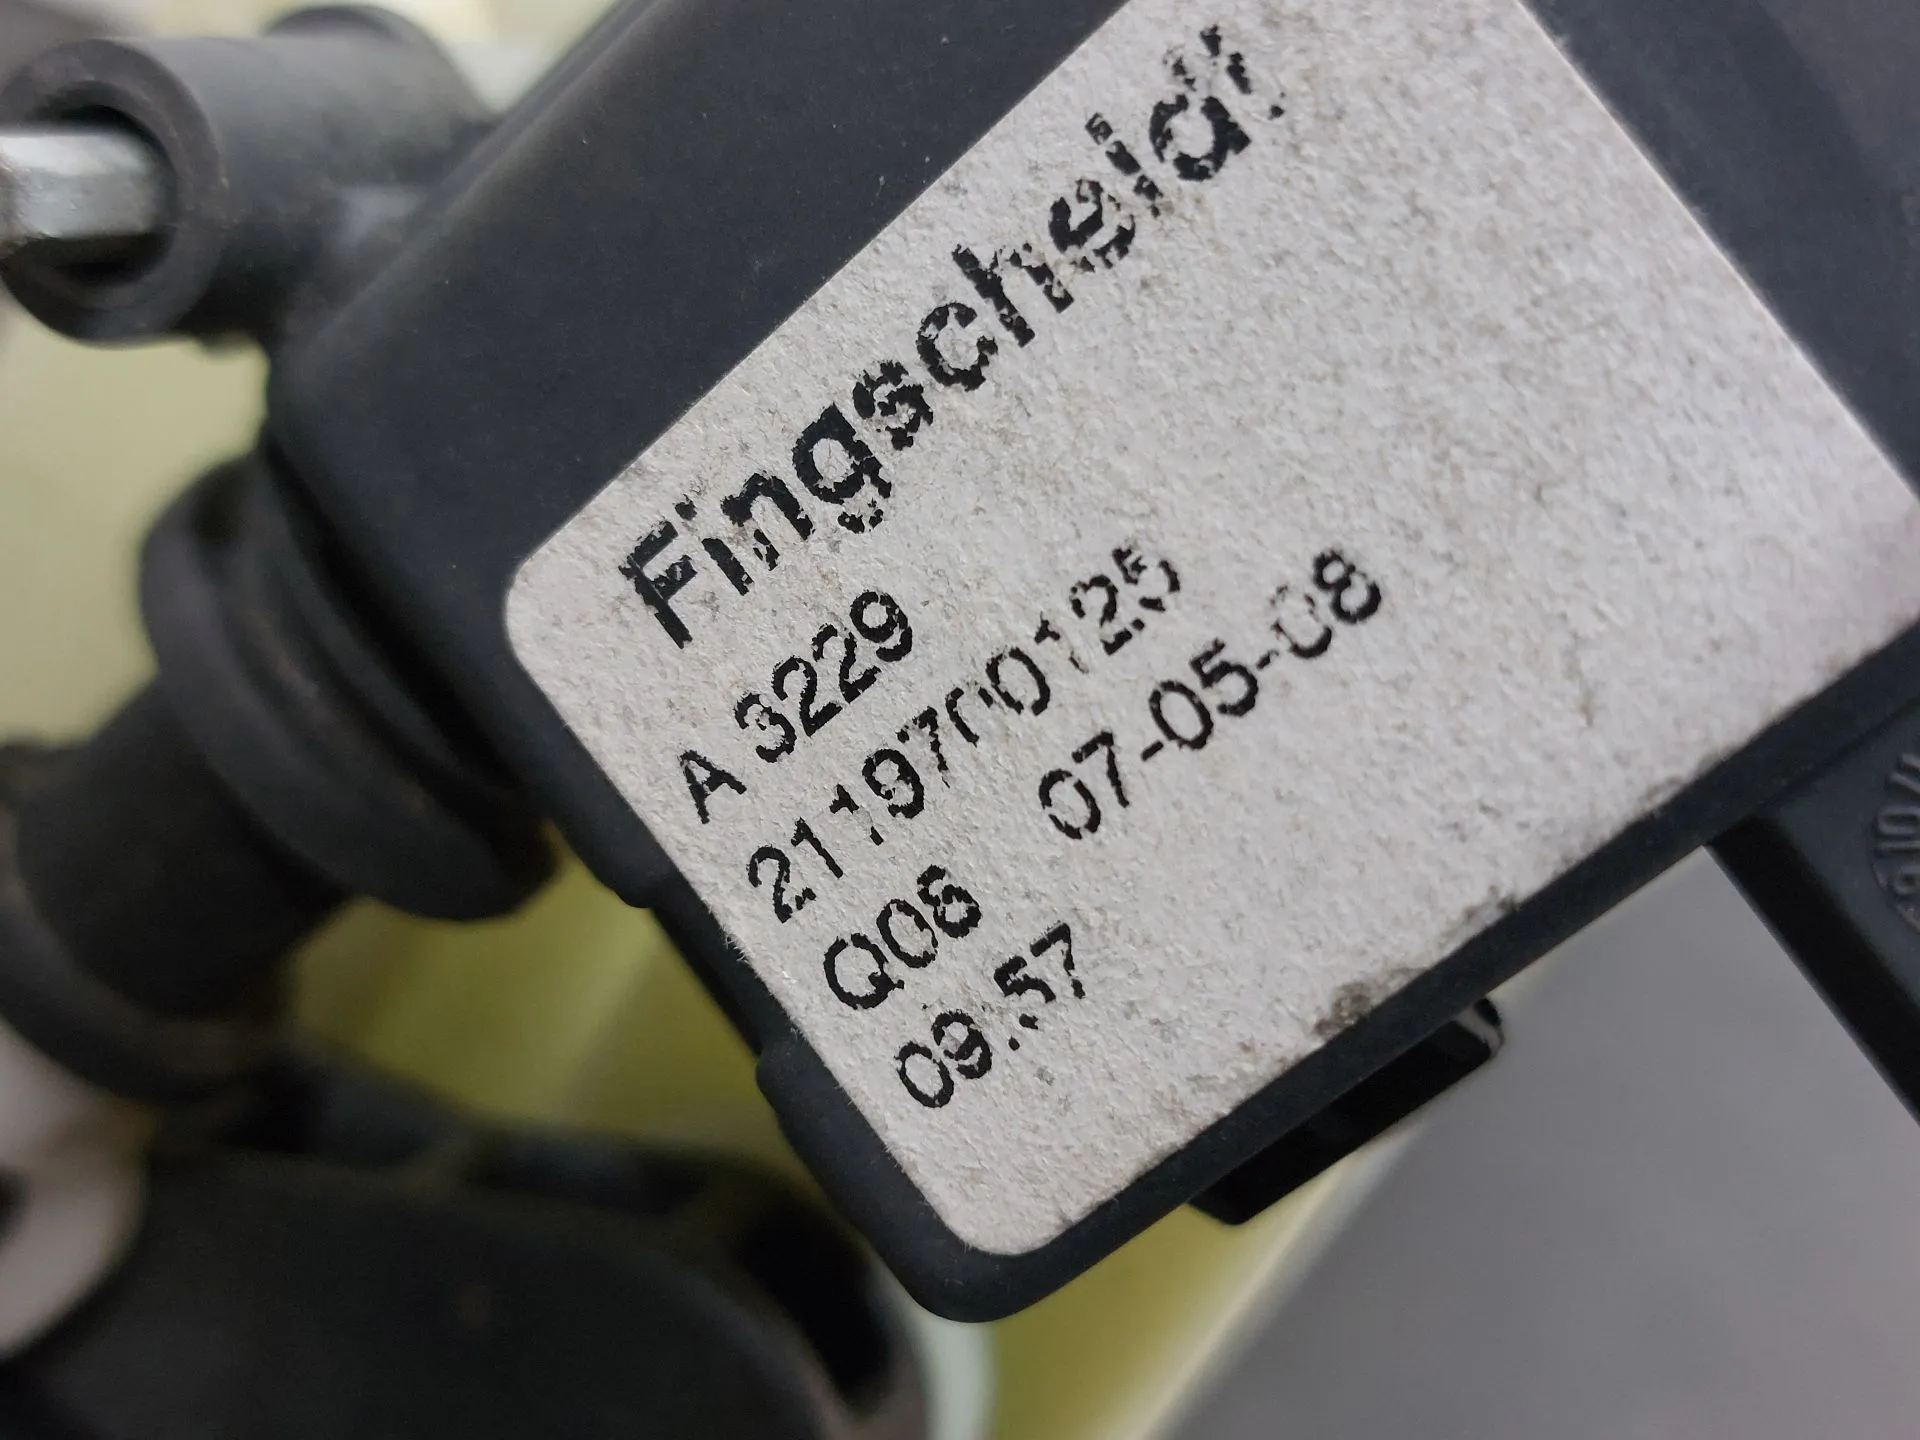 Fingscheidt
A 3229
2119700125
Q08 07-05-08
09:57